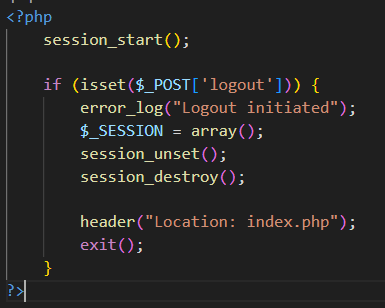 <?php
session_start();
if (isset($_POST['logout'])) {
error_log("Logout initiated");
$_SESSION = array();
session_unset();
session_destroy();
header("Location: index.php");
exit();
}
?>